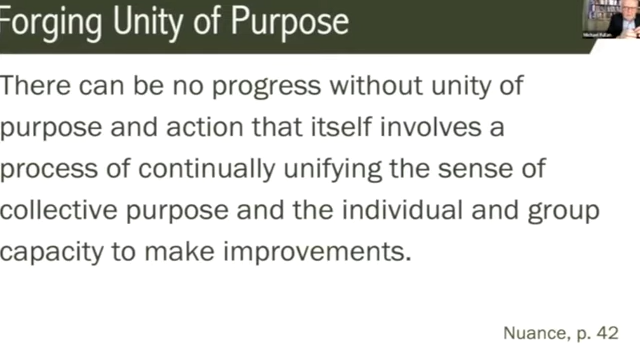 Forging Unity of Purpose
There can be no progress without unity of
purpose and action that itself involves a
process of continually unifying the sense of
collective purpose and the individual and group
capacity to make improvements.
Nuance, p. 42